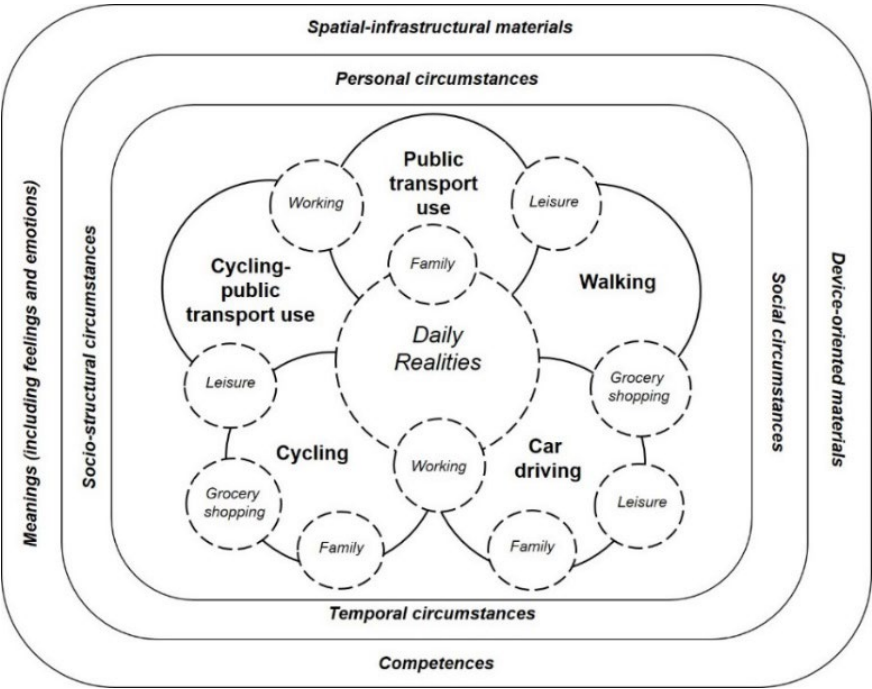 Spatial-infrastructural materials
Personal circumstances
Meanings (including feelings and emotions)
Socio-structural circumstances
Social circumstances
Device-oriented materials
Public
transport
use
Working
Leisure
Family
Cycling-
public
transport use
Walking
Daily
Realities
Leisure
Grocery
shopping
Cycling
Working
Car
driving
Grocery
shopping
Leisure
Family
Family
Temporal circumstances
Competences